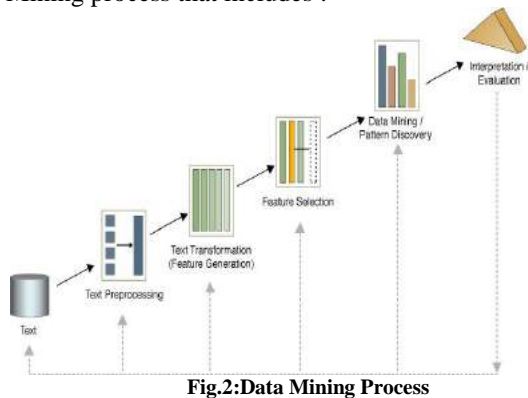 Mining process that includes :
Interpretation /
Evaluation
Data Mining /
Pattern Discovery
Feature Selection
Text Transformation
(Feature Generation)
Text Preprocessing
Text
Fig.2:Data Mining Process